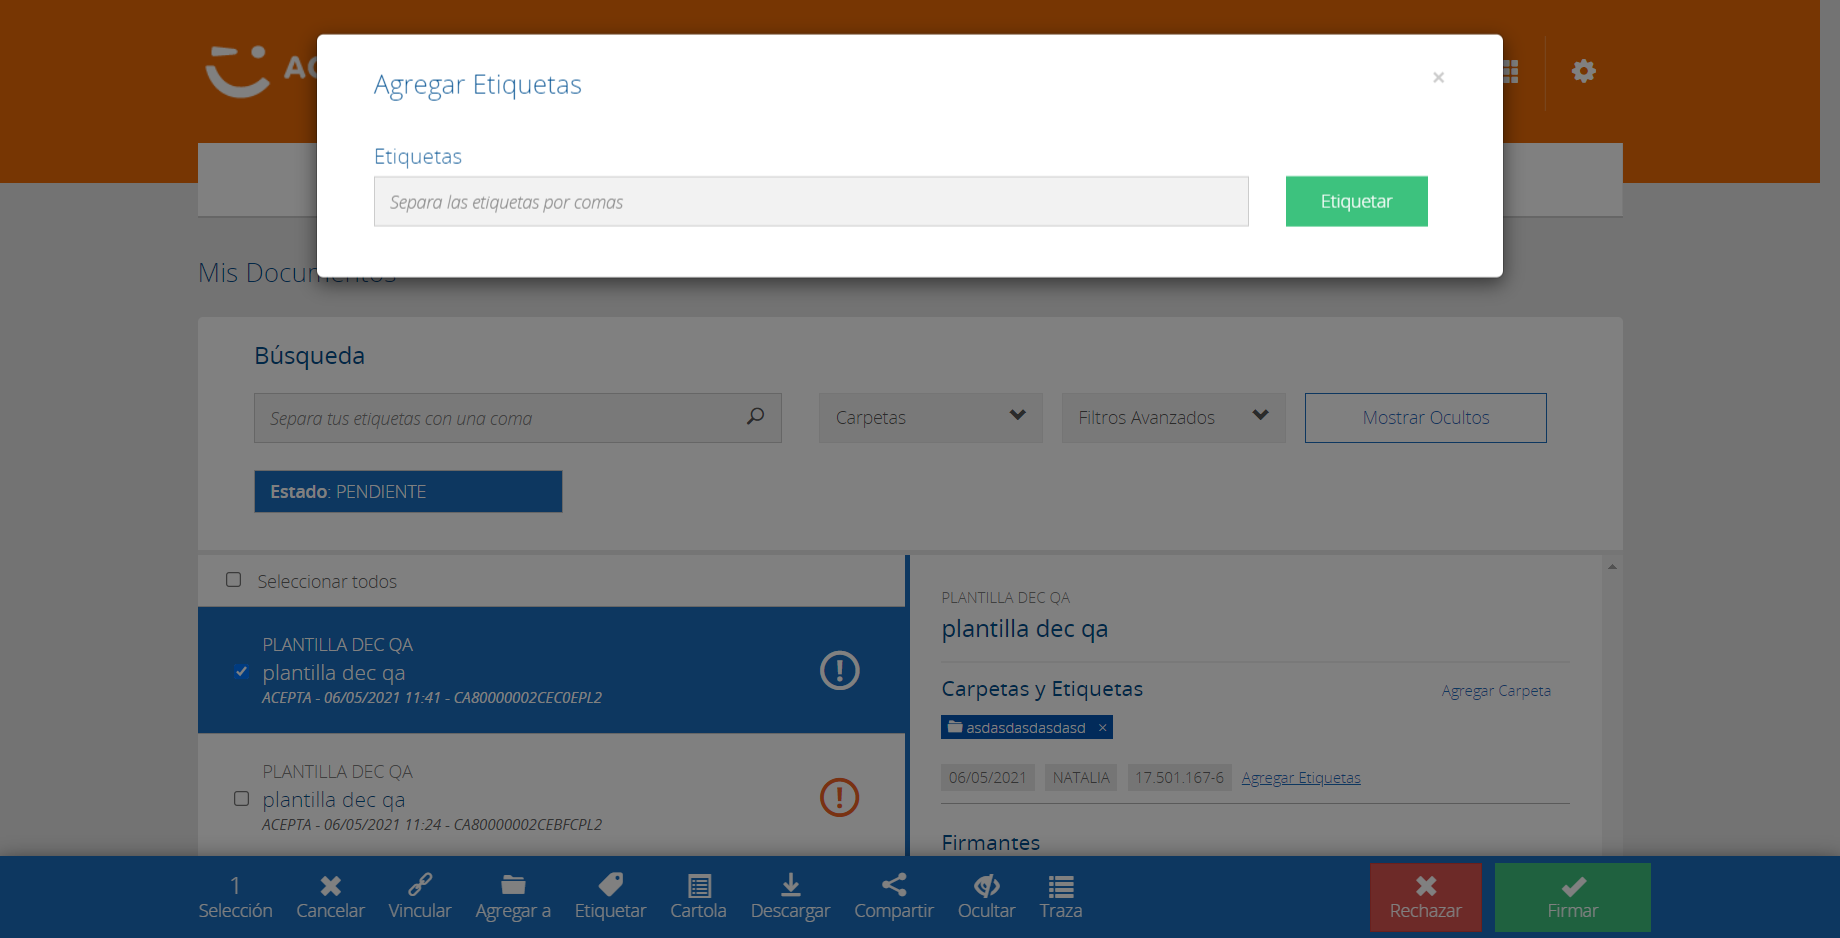 Agregar Etiquetas
×
Etiquetas
Separa las etiquetas por comas
Etiquetar
Búsqueda
Separa tus etiquetas con una coma
Carpetas
Filtros Avanzados
Mostrar Ocultos
Estado: PENDIENTE
Seleccionar todos
PLANTILLA DEC QA
plantilla dec qa
ACEPTA - 06/05/2021 11:41 - CA80000002CEC0EPL2
PLANTILLA DEC QA
plantilla dec qa
ACEPTA - 06/05/2021 11:24 - CA80000002CEBFCPL2
PLANTILLA DEC QA
plantilla dec qa
Carpetas y Etiquetas
Agregar Carpeta
asdasdasdasdasd ×
06/05/2021 NATALIA 17.501.167-6 Agregar Etiquetas
Firmantes
1
Selección
Cancelar
Vincular
Agregar a
Etiquetar
Cartola
Descargar
Compartir
Ocultar
Traza
Rechazar
Firmar